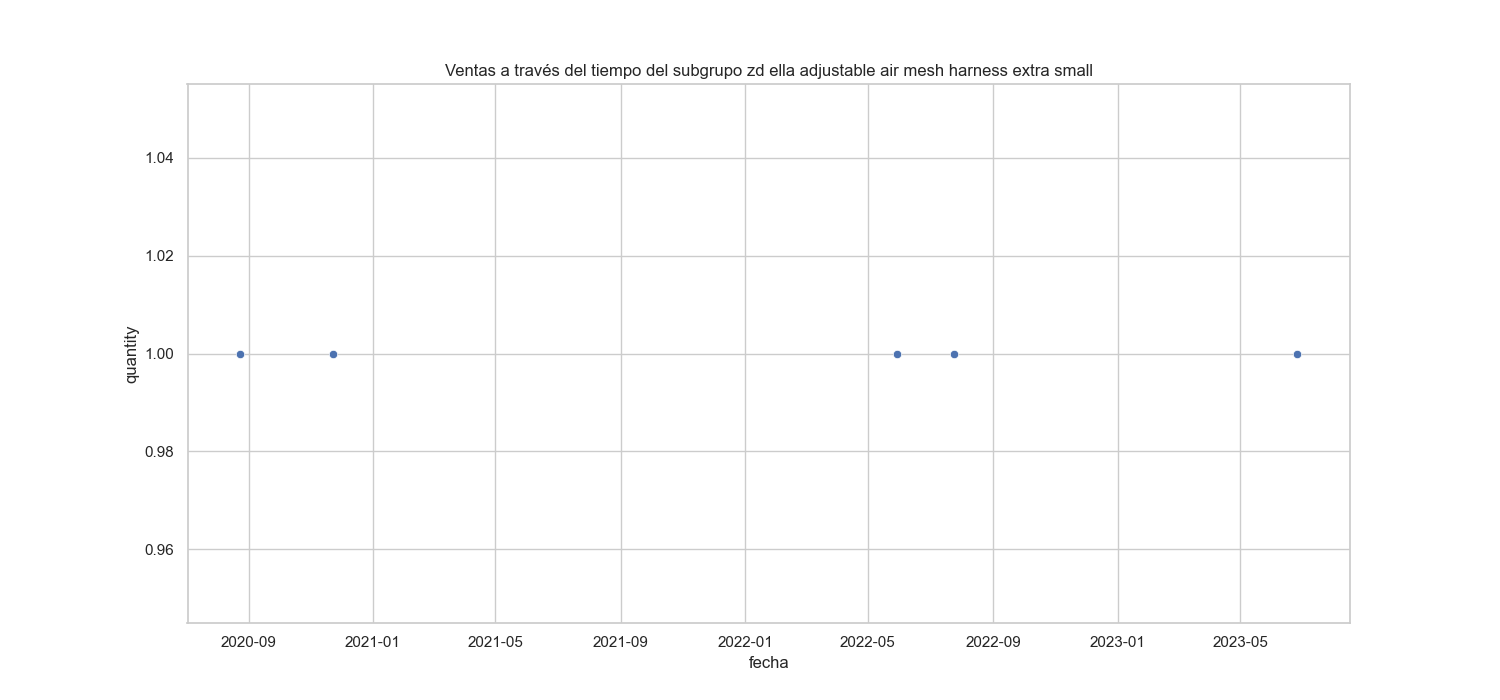 Ventas a través del tiempo del subgrupo zd ella adjustable air mesh harness extra small
1.04
1.02
1.00
0.98
0.96
quantity
2020-09 2021-01 2021-05 2021-09 2022-01 2022-05 2022-09 2023-01 2023-05
fecha